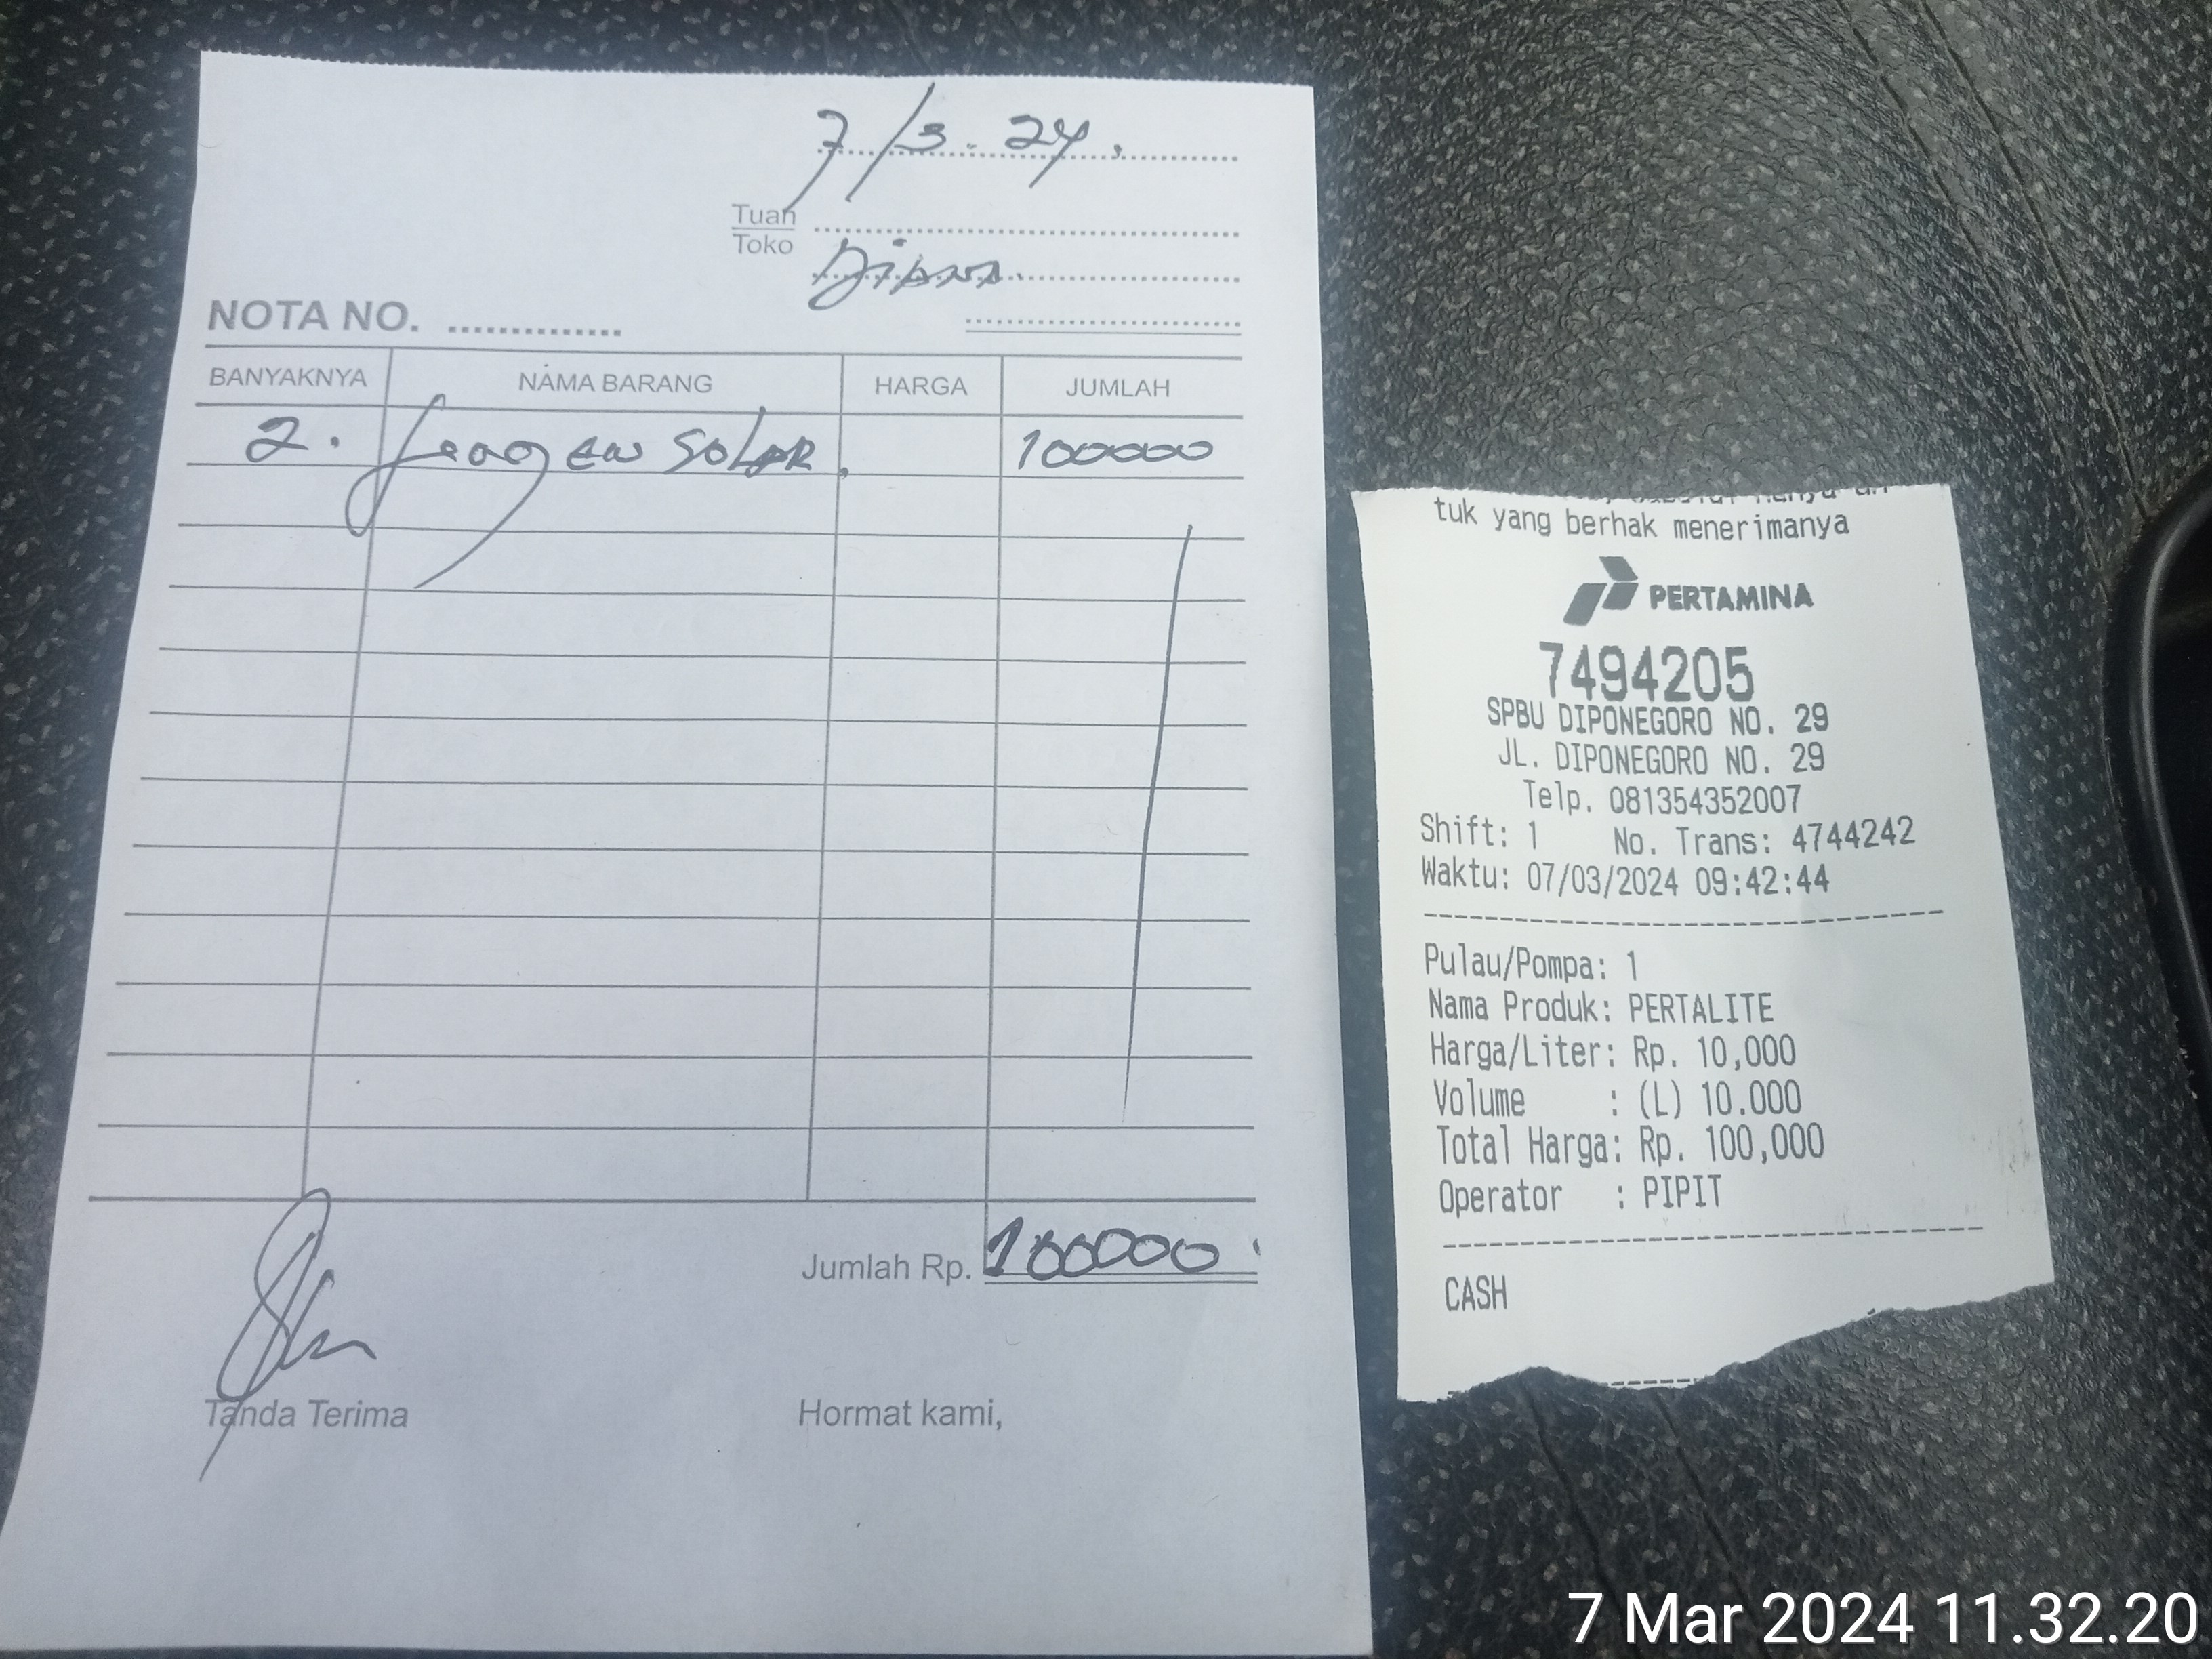 7/3. 24.
Tuan
Toko
NOTA NO.
BANYAKNYA NAMA BARANG HARGA JUMLAH
2. SOLAR 100000
Jumlah Rp. 100000
Tanda Terima Hormat kami,
tuk yang berhak menerimanya
PERTAMINA
7494205
SPBU DIPONEGORO NO. 29
JL. DIPONEGORO NO. 29
Telp. 081354352007
Shift: 1 No. Trans: 4744242
Waktu: 07/03/2024 09:42:44
Pulau/Pompa: 1
Nama Produk: PERTALITE
Harga/Liter: Rp. 10,000
Volume : (L) 10.000
Total Harga: Rp. 100,000
Operator : PIPIT
CASH
7 Mar 2024 11.32.20